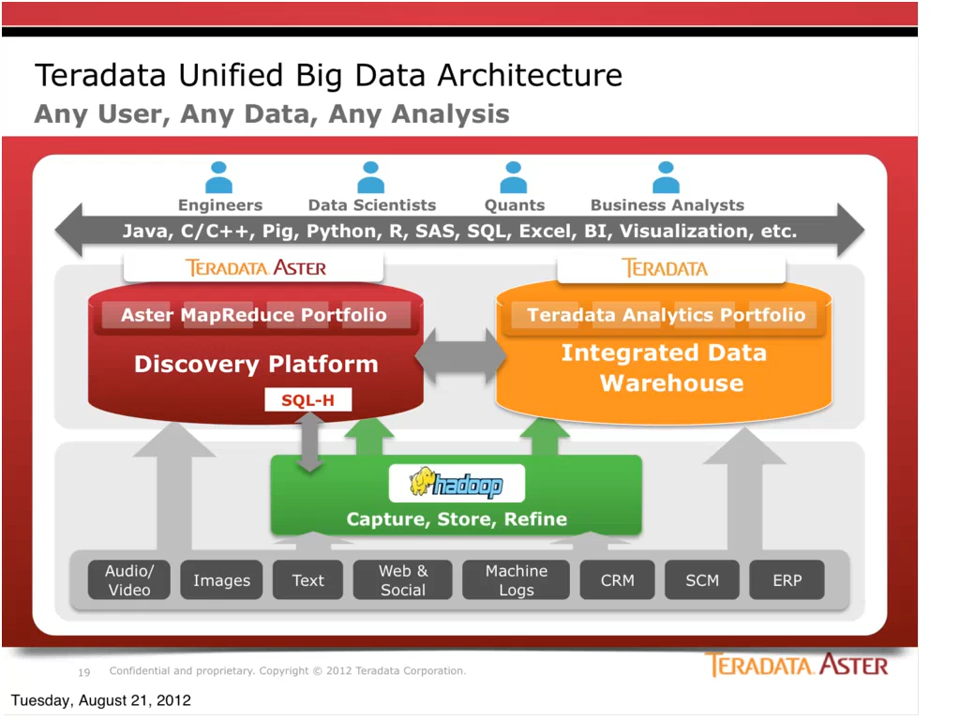 Teradata Unified Big Data Architecture
Any User, Any Data, Any Analysis
Engineers
Data Scientists
Quants
Business Analysts
Java, C/C++, Pig, Python, R, SAS, SQL, Excel, BI, Visualization, etc.
TERADATA ASTER
TERADATA
Aster MapReduce Portfolio
Teradata Analytics Portfolio
Discovery Platform
Integrated Data
Warehouse
SQL-H
hadoop
Capture, Store, Refine
Audio/
Video
Images
Text
Web &
Social
Machine
Logs
CRM
SCM
ERP
19 Confidential and proprietary. Copyright © 2012 Teradata Corporation.
TERADATA ASTER
Tuesday, August 21, 2012